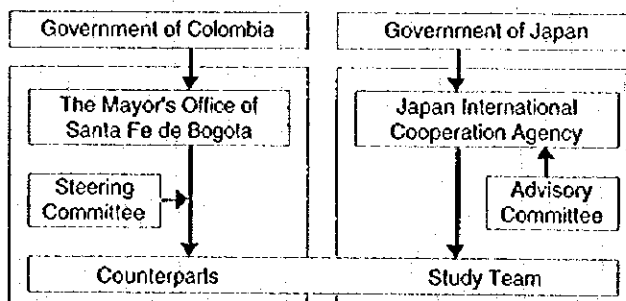 Government of Colombia
Government of Japan
The Mayor's Office of
Santa Fe de Bogota
Japan International
Cooperation Agency
Steering
Committee
Advisory
Committee
Counterparts
Study Team